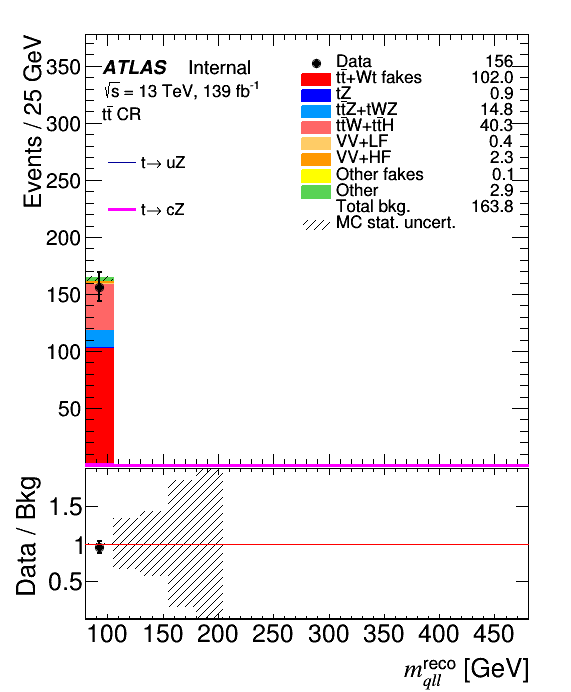 ATLAS Internal
√s = 13 TeV, 139 fb⁻¹
tt̄ CR
t→ uZ
t→ cZ
Data 156
tt̄+Wt fakes 102.0
tZ 0.9
tt̄Z+tWZ 14.8
tt̄W+tt̄H 40.3
VV+LF 0.4
VV+HF 2.3
Other fakes 0.1
Other 2.9
Total bkg. 163.8
MC stat. uncert.
Events / 25 GeV
350
300
250
200
150
100
50
Data / Bkg
1.5
1
0.5
100 150 200 250 300 350 400 450
m_qll^reco [GeV]